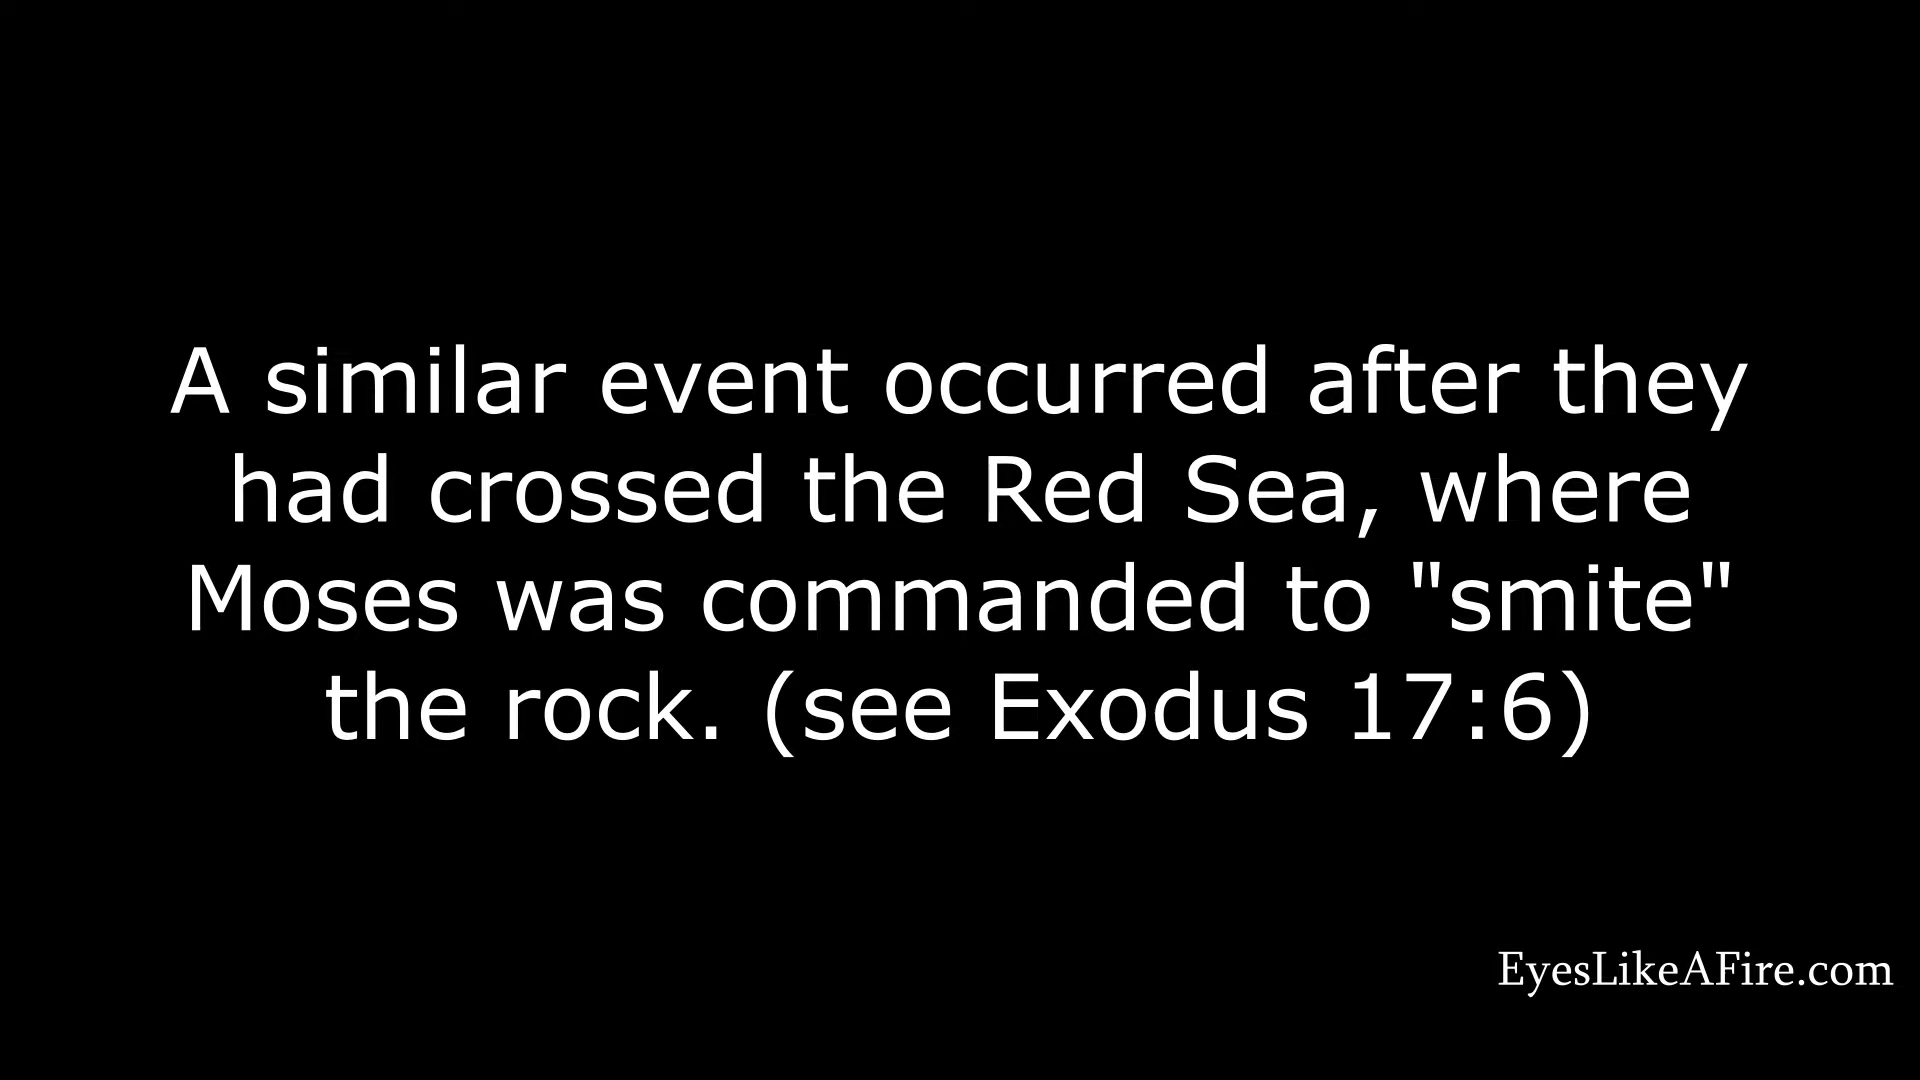 A similar event occurred after they
had crossed the Red Sea, where
Moses was commanded to "smite"
the rock. (see Exodus 17:6)
EyesLikeAFire.com